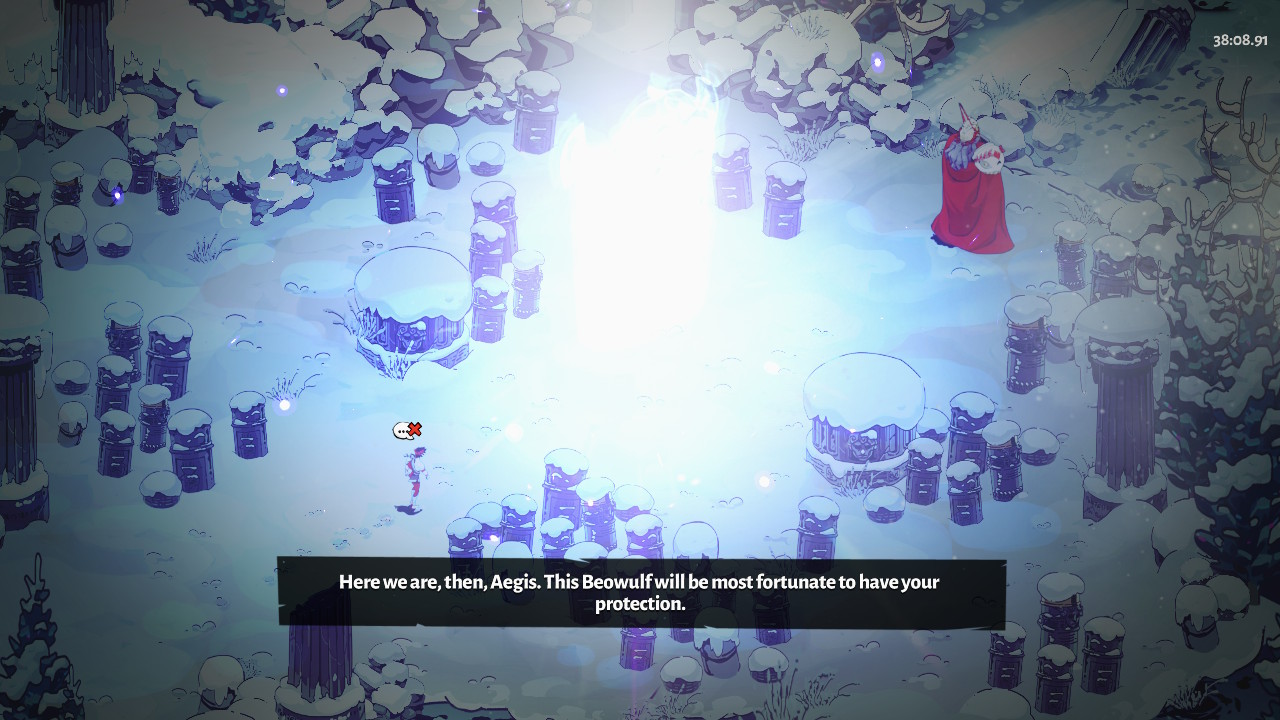 38:08.91
Here we are, then, Aegis. This Beowulf will be most fortunate to have your
protection.